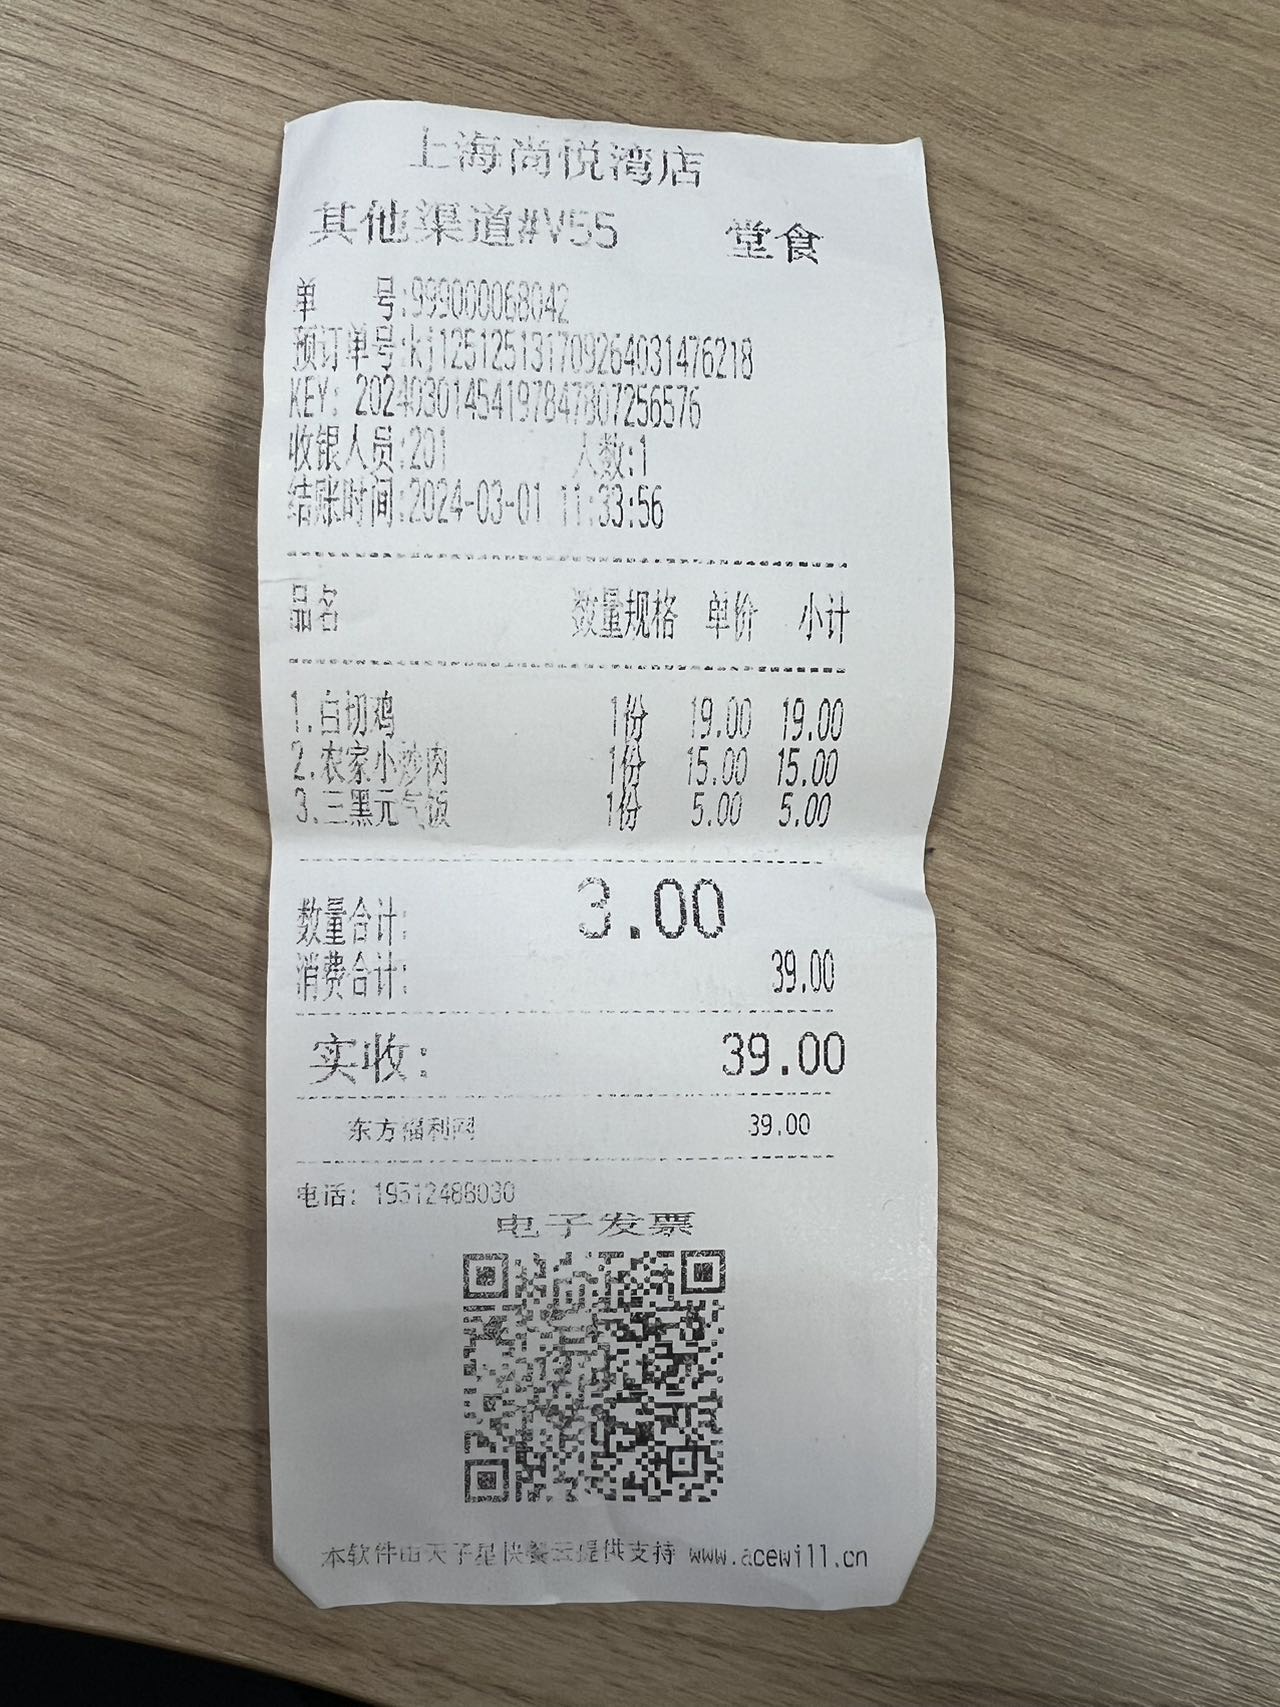 上海尚悦湾店
其他渠道#V55 堂食
单 号:999000068042
预订单号:kj1251251317092640314​76218
KEY: 20240301454197847807256576
收银人员:201 人数:1
结账时间:2024-03-01 11:33:56
品名 数量规格 单价 小计
1.白切鸡 1份 19.00 19.00
2.农家小炒肉 1份 15.00 15.00
3.三黑元气饭 1份 5.00 5.00
数量合计: 3.00
消费合计: 39.00
实收: 39.00
东方福利网 39.00
电话: 19512488030
电子发票
本软件由天子星快餐云提供支持 www.acewill.cn